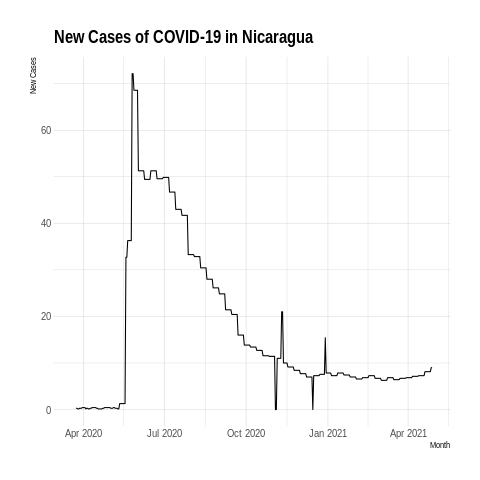 New Cases of COVID-19 in Nicaragua
New Cases
60
40
20
0
Apr 2020 Jul 2020 Oct 2020 Jan 2021 Apr 2021
Month